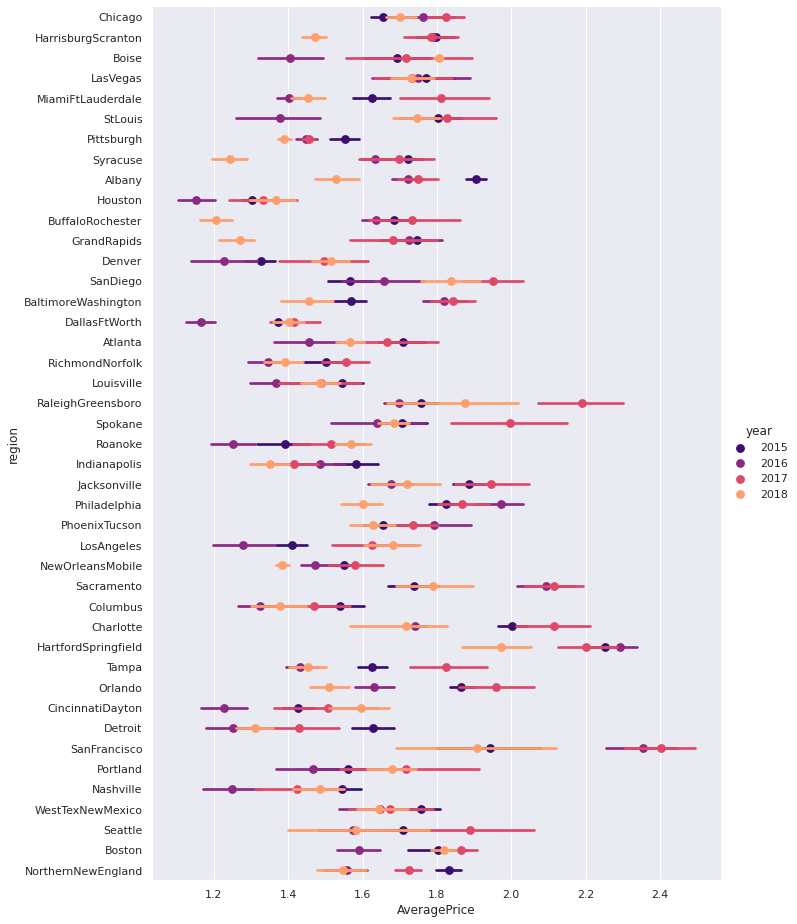 Chicago
HarrisburgScranton
Boise
LasVegas
MiamiFtLauderdale
StLouis
Pittsburgh
Syracuse
Albany
Houston
BuffaloRochester
GrandRapids
Denver
SanDiego
BaltimoreWashington
DallasFtWorth
Atlanta
RichmondNorfolk
Louisville
RaleighGreensboro
Spokane
Roanoke
Indianapolis
Jacksonville
Philadelphia
PhoenixTucson
LosAngeles
NewOrleansMobile
Sacramento
Columbus
Charlotte
HartfordSpringfield
Tampa
Orlando
CincinnatiDayton
Detroit
SanFrancisco
Portland
Nashville
WestTexNewMexico
Seattle
Boston
NorthernNewEngland
region
1.2 1.4 1.6 1.8 2.0 2.2 2.4
AveragePrice
year
2015
2016
2017
2018